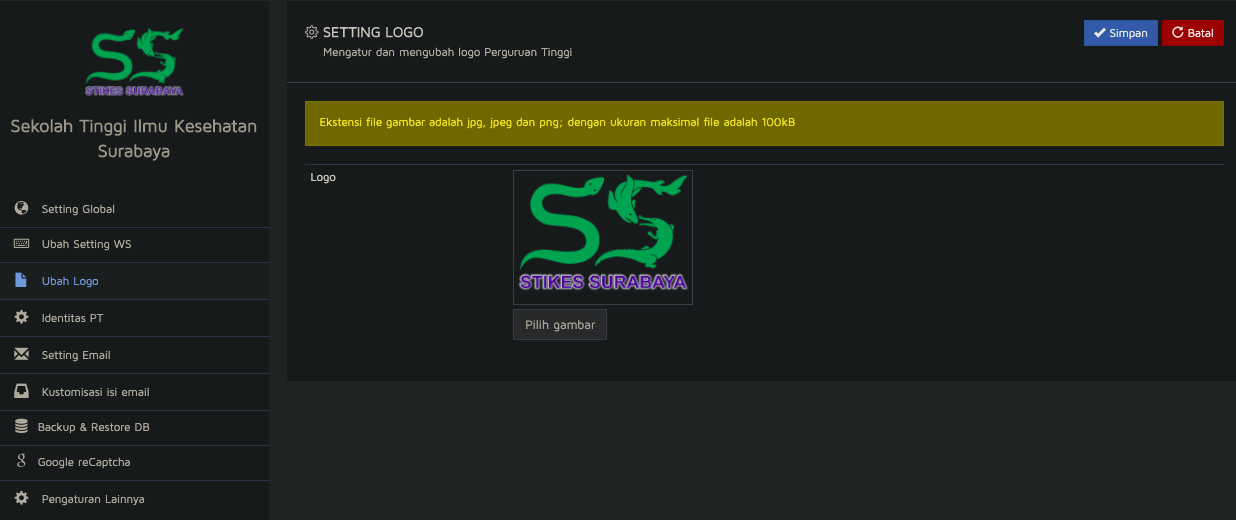 STIKES SURABAYA
Sekolah Tinggi Ilmu Kesehatan
Surabaya
Setting Global
Ubah Setting WS
Ubah Logo
Identitas PT
Setting Email
Kustomisasi isi email
Backup & Restore DB
Google reCaptcha
Pengaturan Lainnya
SETTING LOGO
Mengatur dan mengubah logo Perguruan Tinggi
Simpan
Batal
Ekstensi file gambar adalah jpg, jpeg dan png; dengan ukuran maksimal file adalah 100kB
Logo
STIKES SURABAYA
Pilih gambar